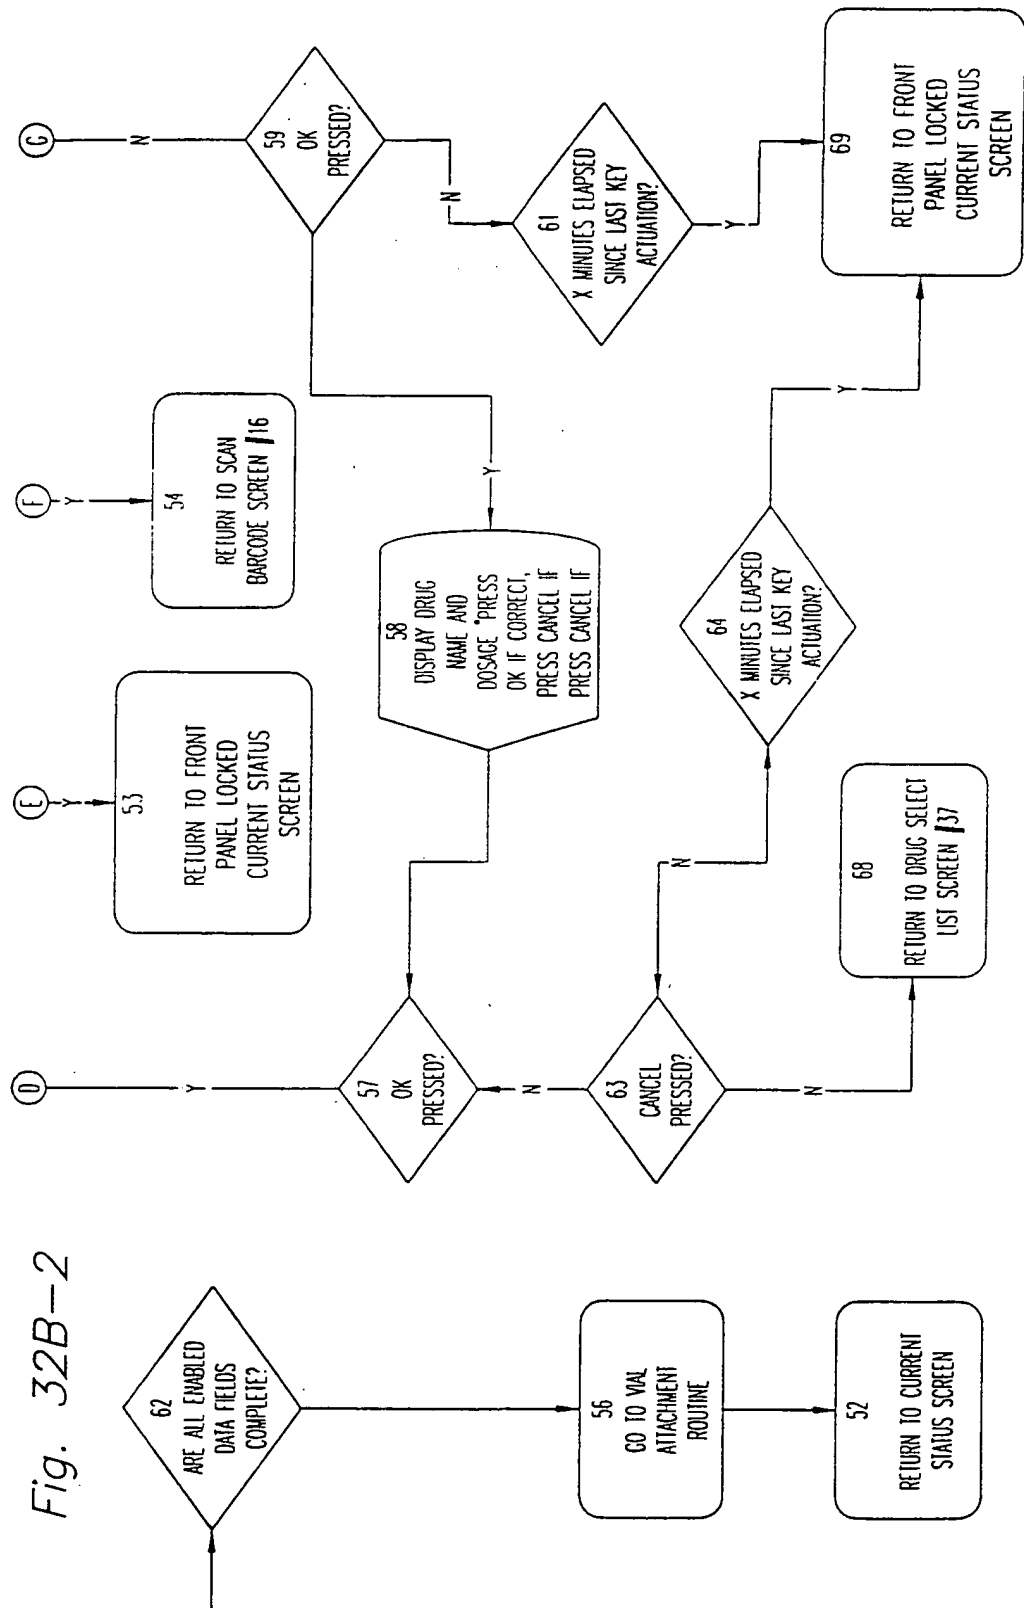 Fig. 32B-2
62
ARE ALL ENABLED
DATA FIELDS
COMPLETE?
56
GO TO VIAL
ATTACHMENT
ROUTINE
52
RETURN TO CURRENT
STATUS SCREEN
D
Y
57
OK
PRESSED?
N
63
CANCEL
PRESSED?
N
68
RETURN TO DRUG SELECT
LIST SCREEN /37
E
Y
53
RETURN TO FRONT
PANEL LOCKED
CURRENT STATUS
SCREEN
F
Y
54
RETURN TO SCAN
BARCODE SCREEN /16
58
DISPLAY DRUG
NAME AND
DOSAGE "PRESS
OK IF CORRECT,
PRESS CANCEL IF
PRESS CANCEL IF
Y
N
64
X MINUTES ELAPSED
SINCE LAST KEY
ACTUATION?
Y
G
N
59
OK
PRESSED?
N
61
X MINUTES ELAPSED
SINCE LAST KEY
ACTUATION?
Y
69
RETURN TO FRONT
PANEL LOCKED
CURRENT STATUS
SCREEN